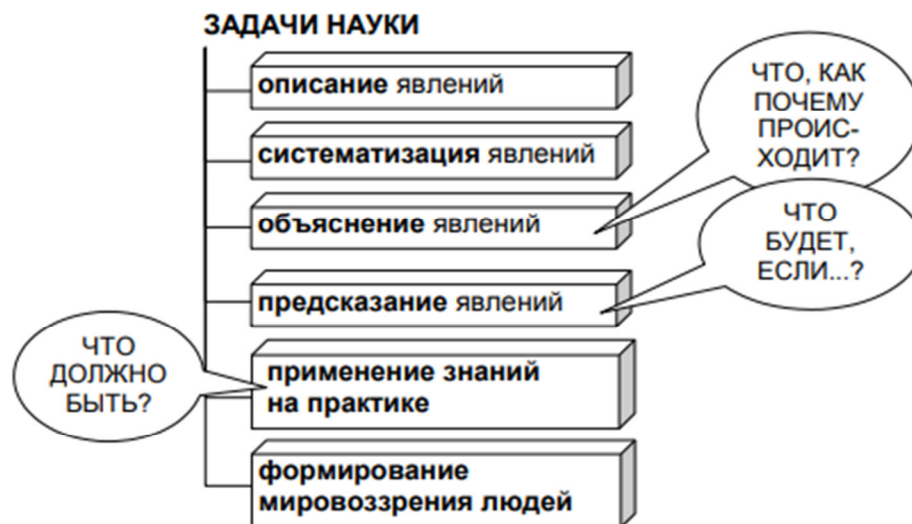 ЗАДАЧИ НАУКИ
описание явлений
систематизация явлений
объяснение явлений
ЧТО, КАК
ПОЧЕМУ
ПРОИС-
ХОДИТ?
предсказание явлений
ЧТО
БУДЕТ,
ЕСЛИ...?
применение знаний
на практике
ЧТО
ДОЛЖНО
БЫТЬ?
формирование
мировоззрения людей